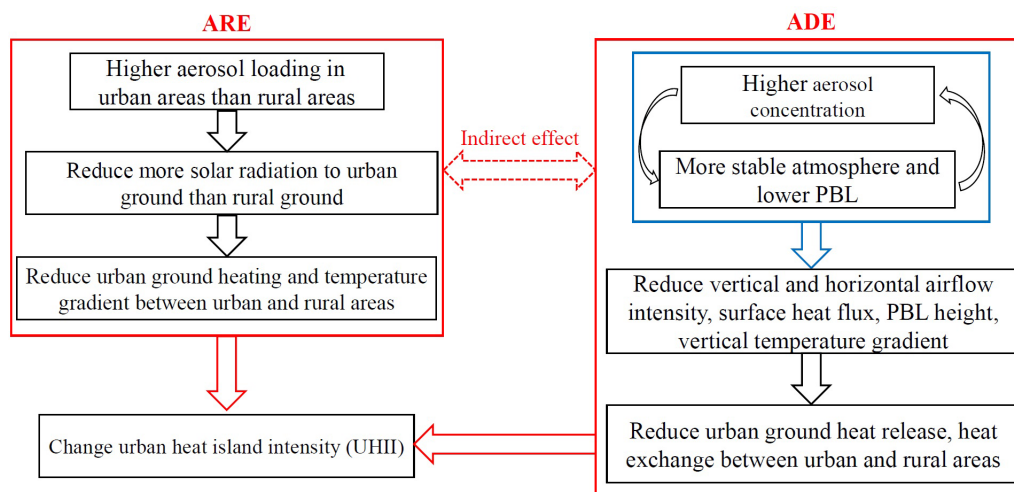 ARE
Higher aerosol loading in
urban areas than rural areas
Reduce more solar radiation to urban
ground than rural ground
Reduce urban ground heating and temperature
gradient between urban and rural areas
Change urban heat island intensity (UHII)
Indirect effect
ADE
Higher aerosol
concentration
More stable atmosphere and
lower PBL
Reduce vertical and horizontal airflow
intensity, surface heat flux, PBL height,
vertical temperature gradient
Reduce urban ground heat release, heat
exchange between urban and rural areas